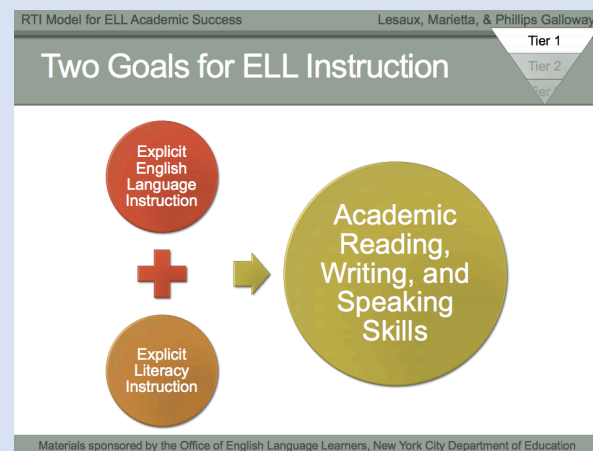 RTI Model for ELL Academic Success
Lesaux, Marietta, & Phillips Galloway
Tier 1
Two Goals for ELL Instruction
Tier 2
Explicit
English
Language
Instruction
Explicit
Literacy
Instruction
Academic
Reading,
Writing, and
Speaking
Skills
Materials sponsored by the Office of English Language Learners, New York City Department of Education